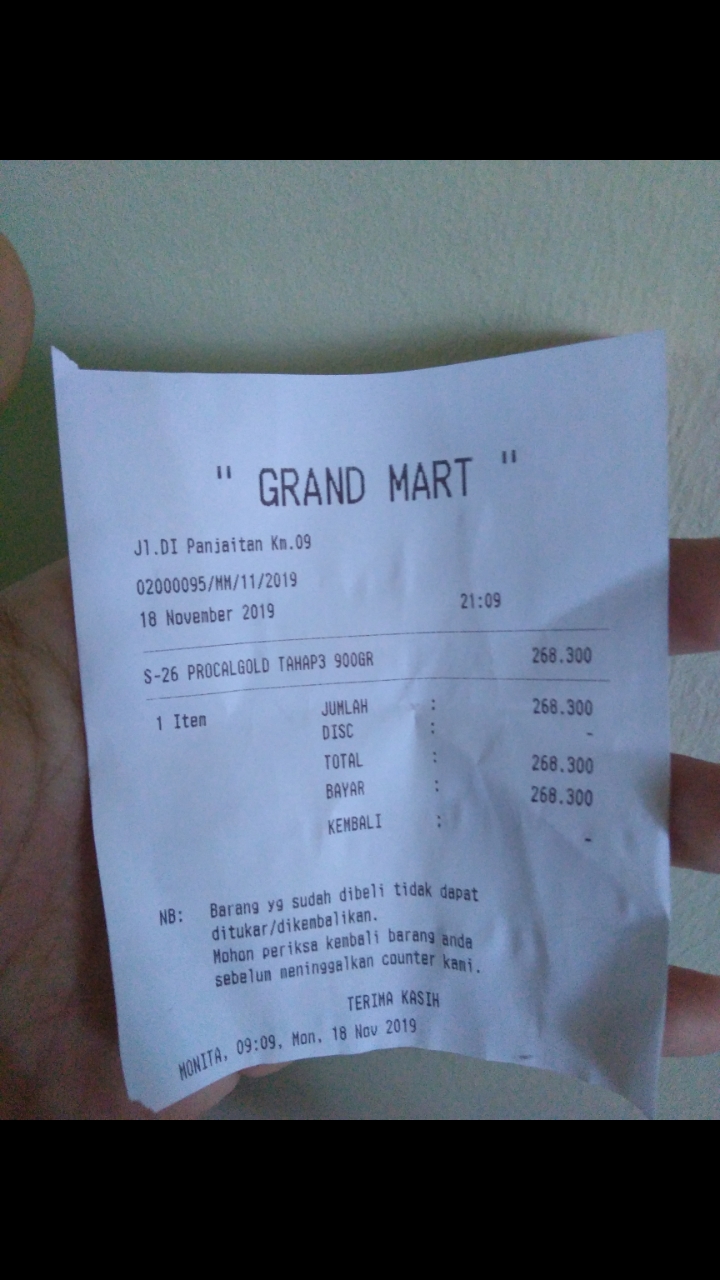 " GRAND MART "
Jl.DI Panjaitan Km.09
02000095/MM/11/2019
18 November 2019 21:09
S-26 PROCALGOLD TAHAP3 900GR 268.300
1 Item JUMLAH : 268.300
DISC : -
TOTAL : 268.300
BAYAR : 268.300
KEMBALI : -
NB: Barang yg sudah dibeli tidak dapat
ditukar/dikembalikan.
Mohon periksa kembali barang anda
sebelum meninggalkan counter kami.
TERIMA KASIH
MONITA, 09:09, Mon, 18 Nov 2019